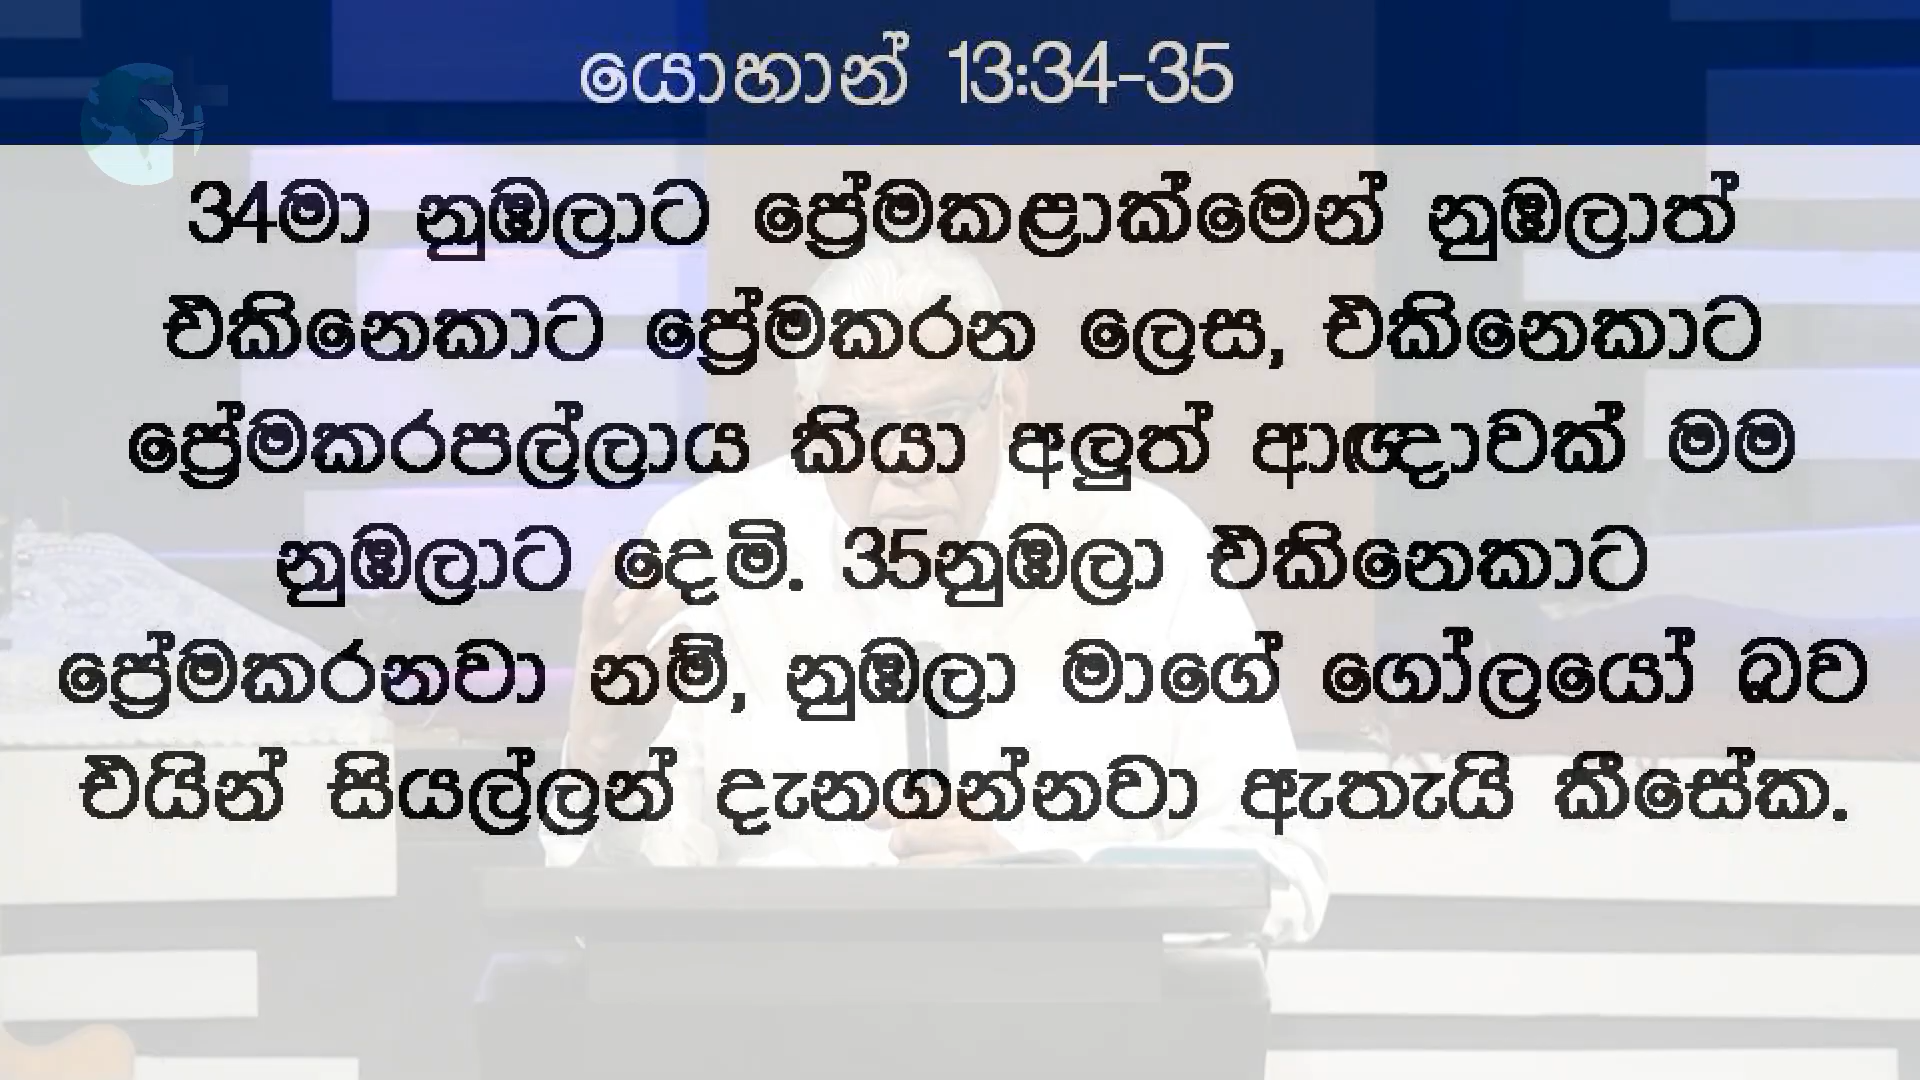 යොහාන් 13:34-35
34මා නුඹලාට ප්‍රේමකළාක්මෙන් නුඹලාත්
එකිනෙකාට ප්‍රේමකරන ලෙස, එකිනෙකාට
ප්‍රේමකරපල්ලාය කියා අලුත් ආඥාවක් මම
නුඹලාට දෙමි. 35නුඹලා එකිනෙකාට
ප්‍රේමකරනවා නම්, නුඹලා මාගේ ගෝලයෝ බව
එයින් සියල්ලන් දැනගන්නවා ඇතැයි කීසේක.